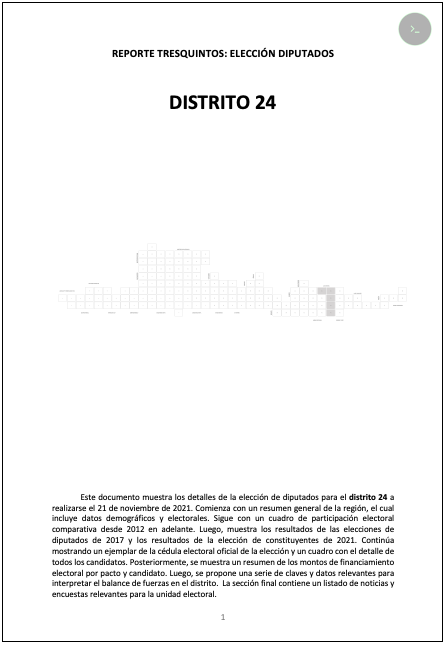 >_
REPORTE TRESQUINTOS: ELECCIÓN DIPUTADOS
DISTRITO 24
Este documento muestra los detalles de la elección de diputados para el distrito 24 a
realizarse el 21 de noviembre de 2021. Comienza con un resumen general de la región, el cual
incluye datos demográficos y electorales. Sigue con un cuadro de participación electoral
comparativa desde 2012 en adelante. Luego, muestra los resultados de las elecciones de
diputados de 2017 y los resultados de la elección de constituyentes de 2021. Continúa
mostrando un ejemplar de la cédula electoral oficial de la elección y un cuadro con el detalle de
todos los candidatos. Posteriormente, se muestra un resumen de los montos de financiamiento
electoral por pacto y candidato. Luego, se propone una serie de claves y datos relevantes para
interpretar el balance de fuerzas en el distrito. La sección final contiene un listado de noticias y
encuestas relevantes para la unidad electoral.
1